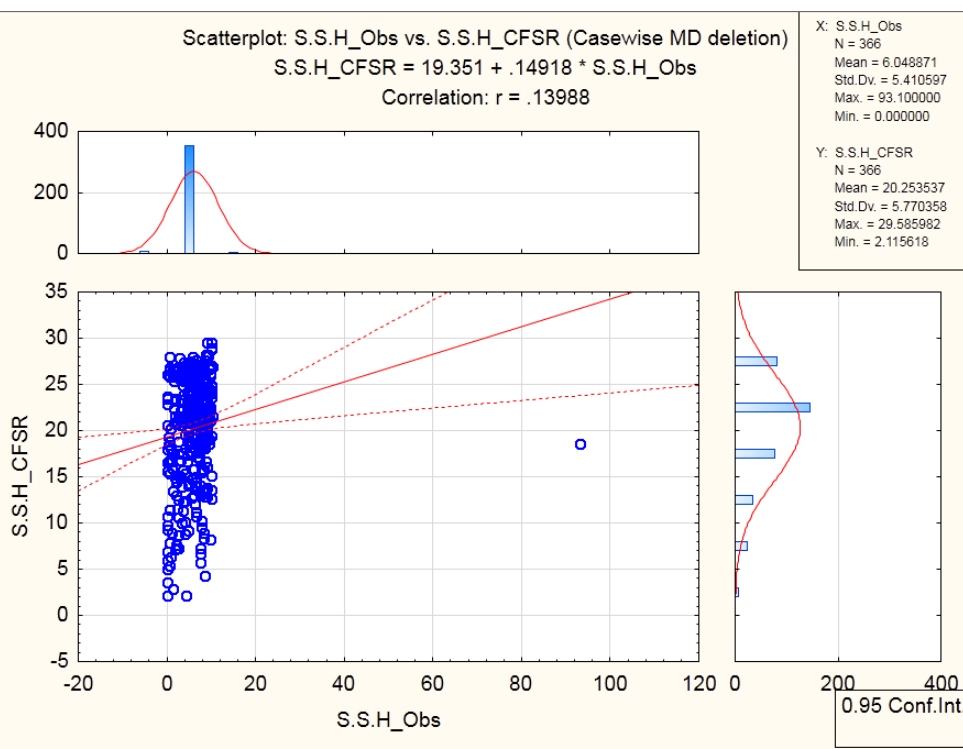 Scatterplot: S.S.H_Obs vs. S.S.H_CFSR (Casewise MD deletion)
S.S.H_CFSR = 19.351 + .14918 * S.S.H_Obs
Correlation: r = .13988
X: S.S.H_Obs
N = 366
Mean = 6.048871
Std.Dv. = 5.410597
Max. = 93.100000
Min. = 0.000000
Y: S.S.H_CFSR
N = 366
Mean = 20.253537
Std.Dv. = 5.770358
Max. = 29.585982
Min. = 2.115618
400
200
0
35
30
25
20
15
10
5
0
-5
S.S.H_CFSR
-20 0 20 40 60 80 100 120
0 200 400
S.S.H_Obs
0.95 Conf.Int.